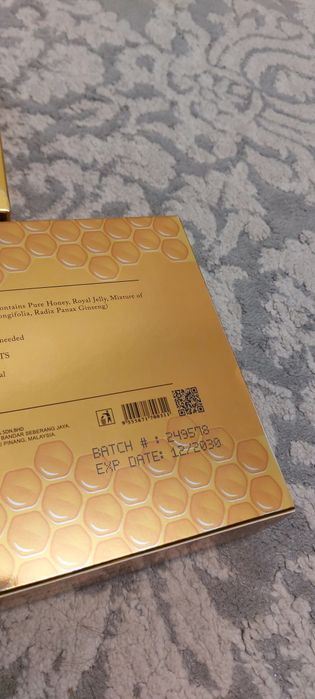 ontains Pure Honey, Royal Jelly, Mixture of
ongifolia, Radix Panax Ginseng)
needed
TS
al
SDN.BHD
BANDAR SEBERANG JAYA,
PINANG, MALAYSIA.
BATCH # : 249578
EXP DATE: 12/2030